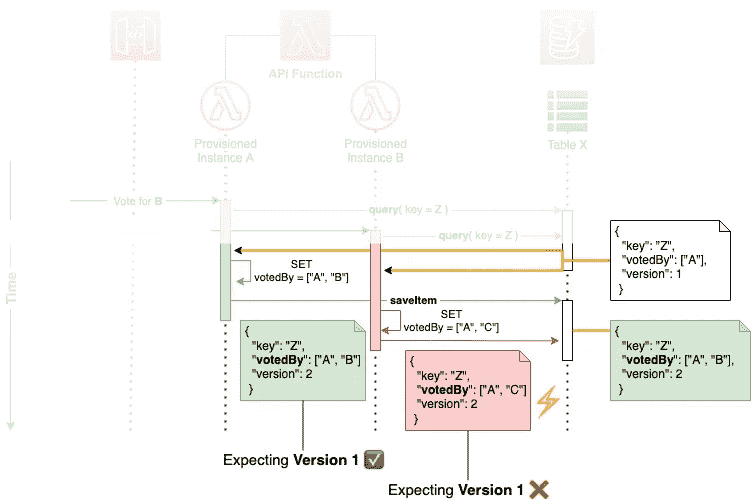 API Function
Provisioned
Instance A
Provisioned
Instance B
Table X
Time
Vote for B
query( key = Z )
query( key = Z )
{
"key": "Z",
"votedBy": ["A"],
"version": 1
}
SET
votedBy = ["A", "B"]
saveItem
SET
votedBy = ["A", "C"]
{
"key": "Z",
"votedBy": ["A", "B"]
"version": 2
}
{
"key": "Z",
"votedBy": ["A", "C"]
"version": 2
}
{
"key": "Z",
"votedBy": ["A", "B"],
"version": 2
}
Expecting Version 1
Expecting Version 1